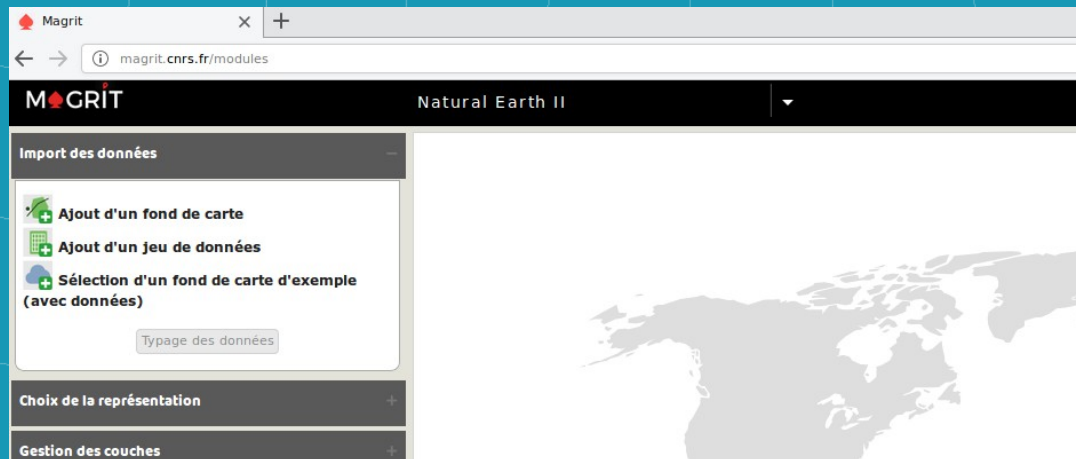 Magrit
magrit.cnrs.fr/modules
MAGRIT
Natural Earth II
Import des données
Ajout d'un fond de carte
Ajout d'un jeu de données
Sélection d'un fond de carte d'exemple
(avec données)
Typage des données
Choix de la représentation
Gestion des couches